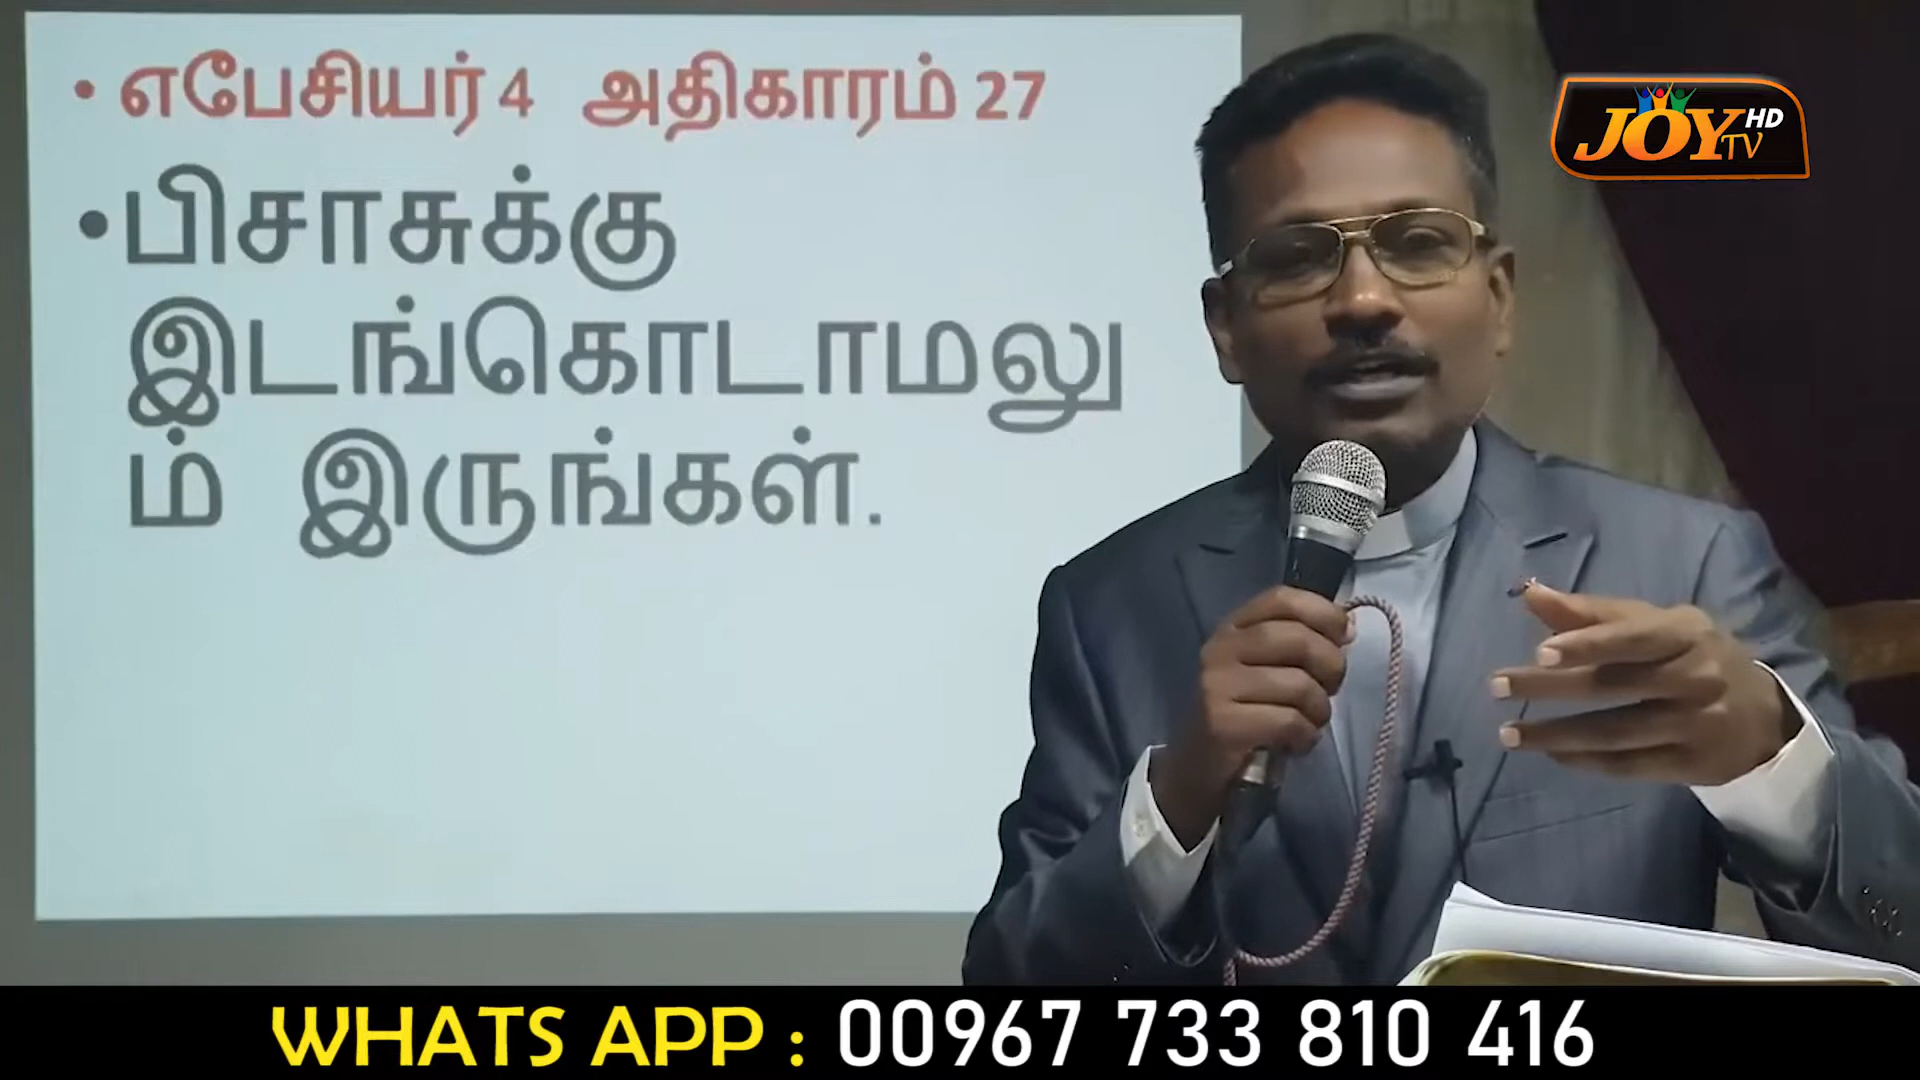 • எபேசியர் 4 அதிகாரம் 27
• பிசாசுக்கு
இடங்கொடாமலு
ம் இருங்கள்.
JOY TV HD
WHATS APP : 00967 733 810 416